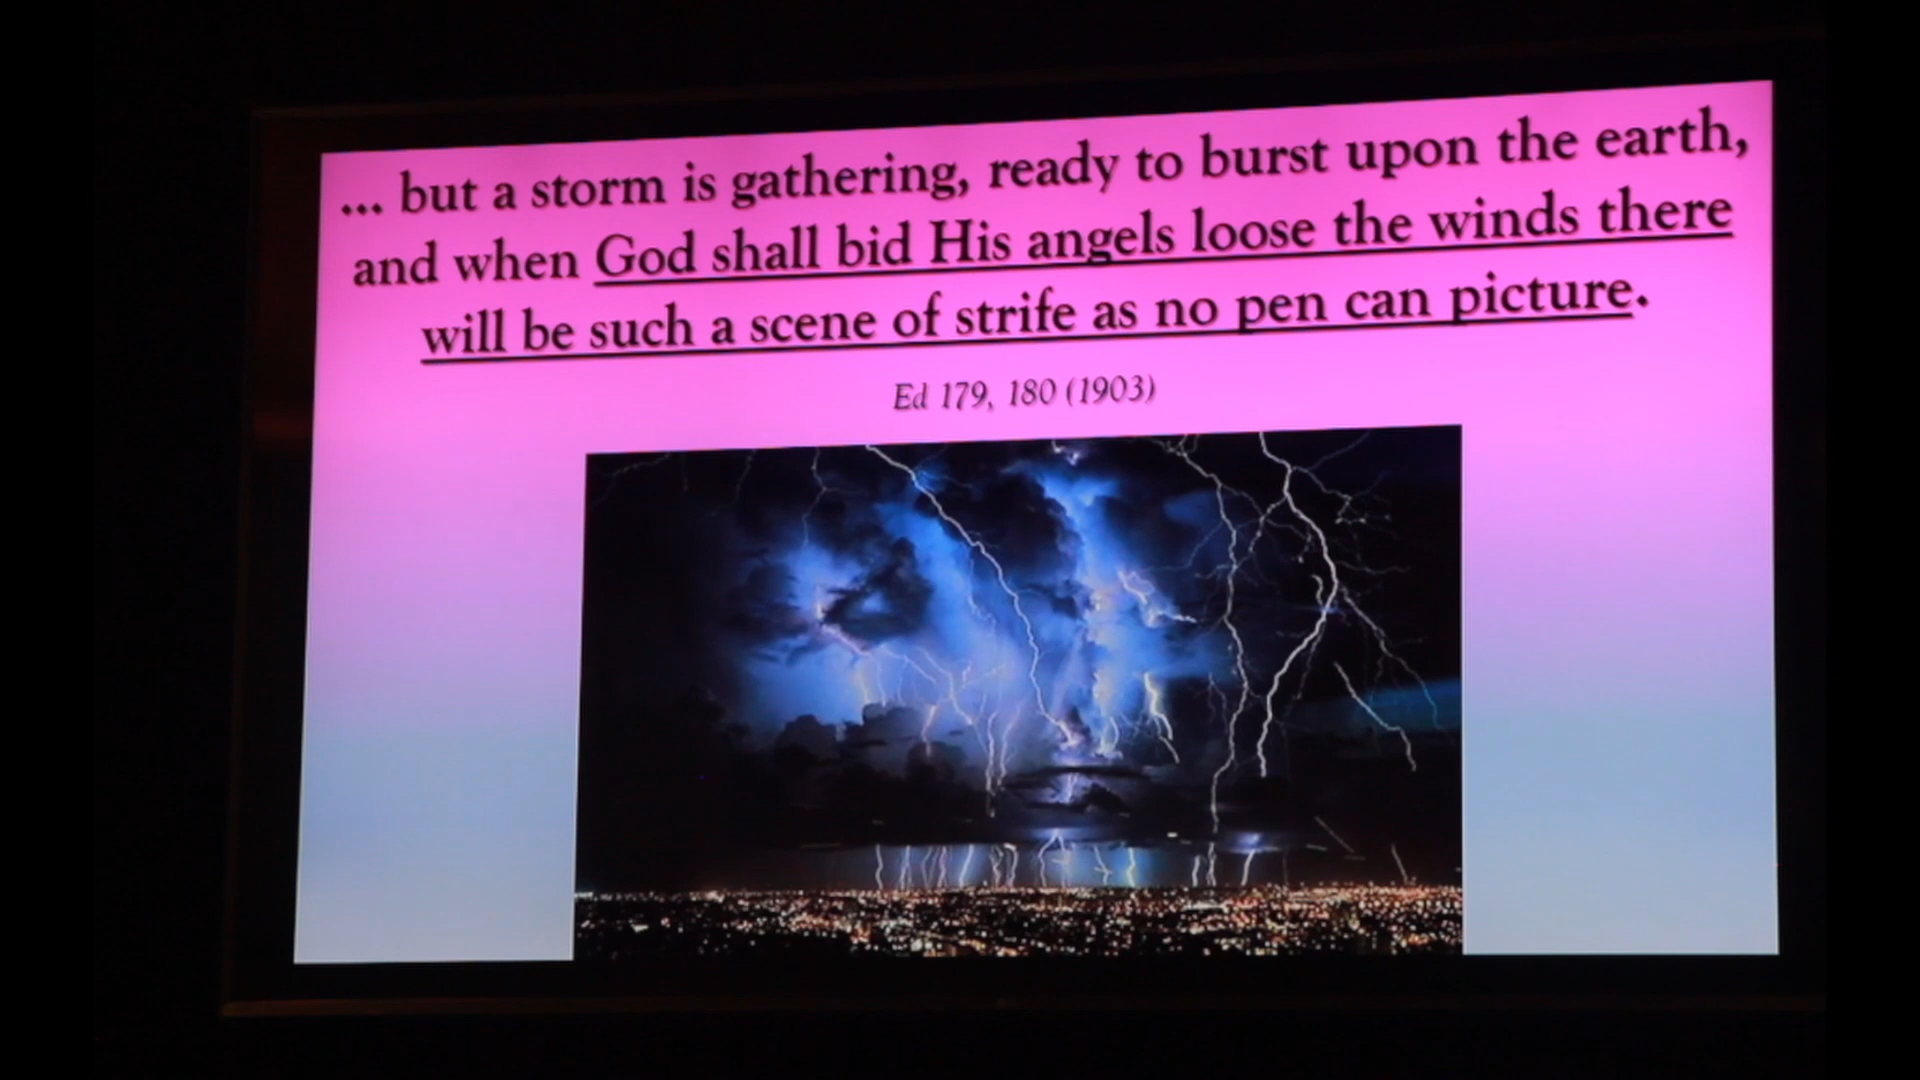 ... but a storm is gathering, ready to burst upon the earth,
and when God shall bid His angels loose the winds there
will be such a scene of strife as no pen can picture.
Ed 179, 180 (1903)